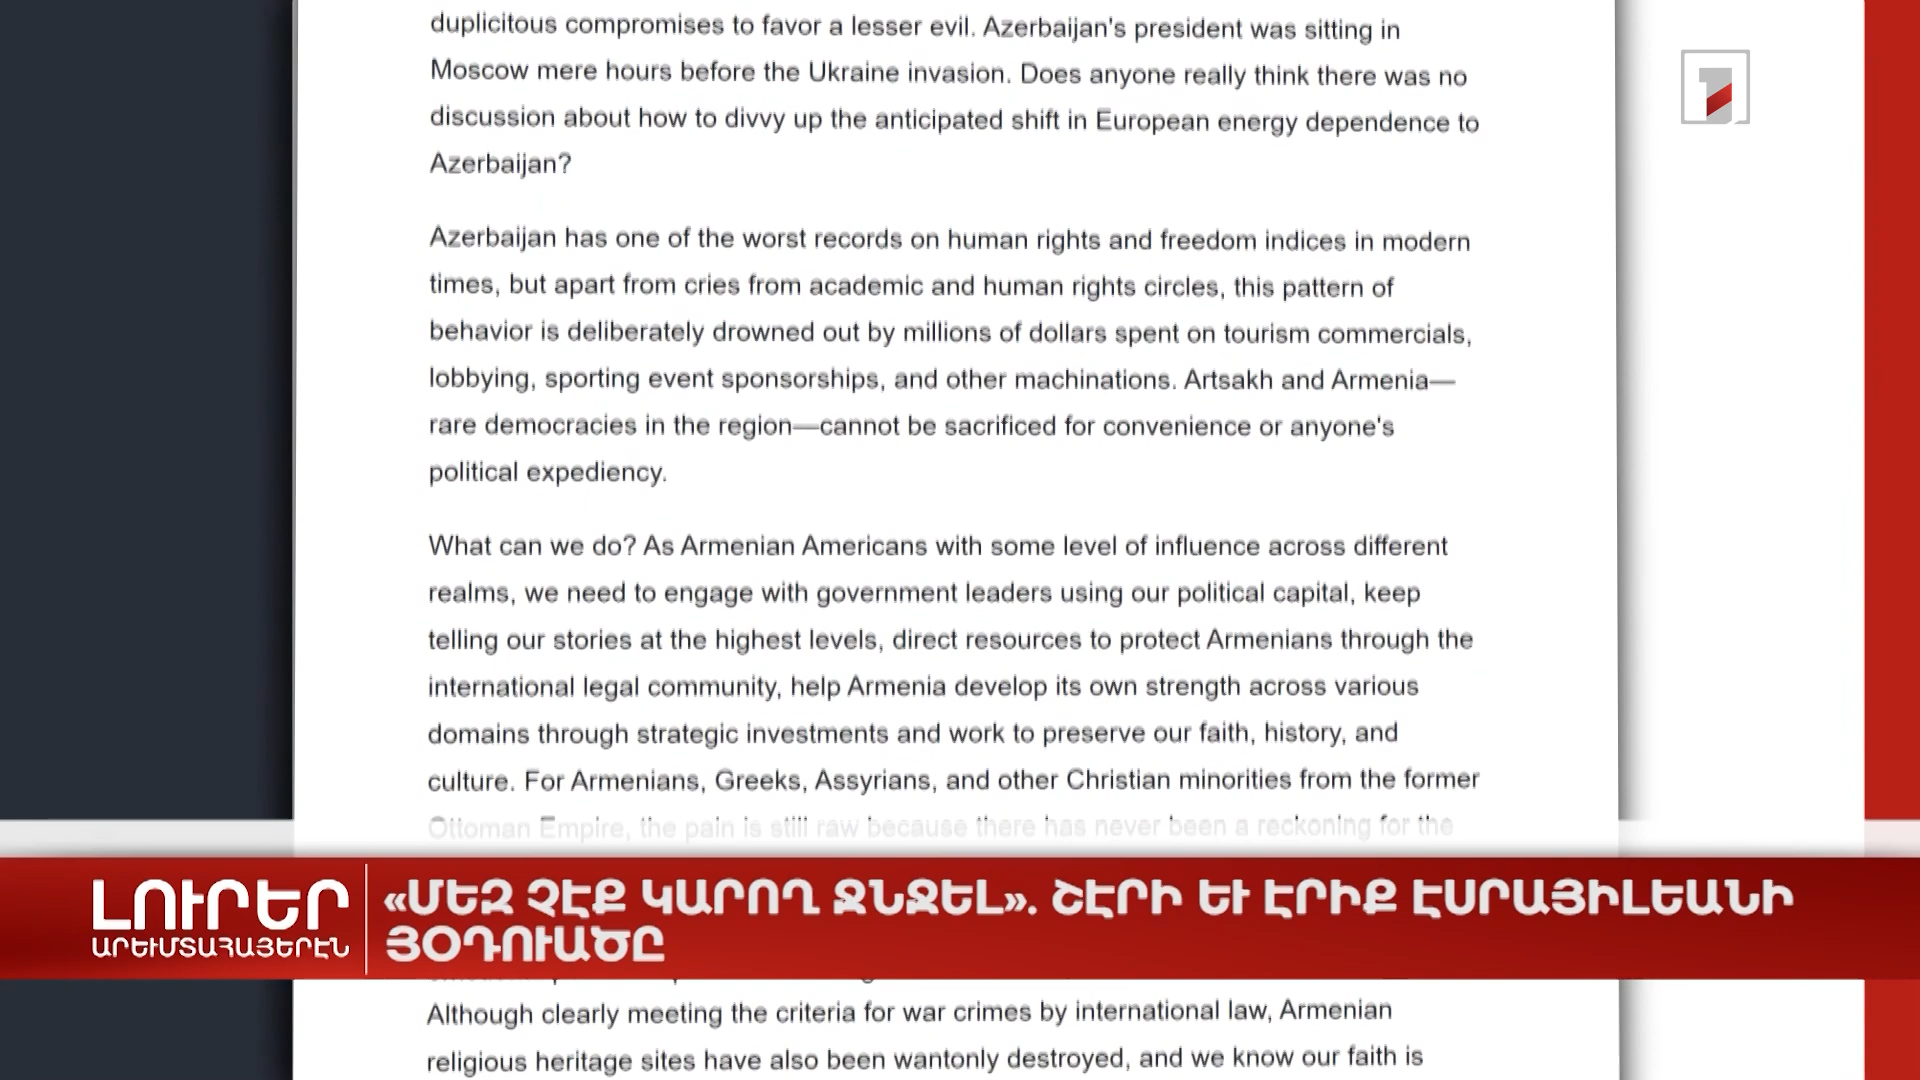 duplicitous compromises to favor a lesser evil. Azerbaijan's president was sitting in
Moscow mere hours before the Ukraine invasion. Does anyone really think there was no
discussion about how to divvy up the anticipated shift in European energy dependence to
Azerbaijan?
Azerbaijan has one of the worst records on human rights and freedom indices in modern
times, but apart from cries from academic and human rights circles, this pattern of
behavior is deliberately drowned out by millions of dollars spent on tourism commercials,
lobbying, sporting event sponsorships, and other machinations. Artsakh and Armenia—
rare democracies in the region—cannot be sacrificed for convenience or anyone's
political expediency.
What can we do? As Armenian Americans with some level of influence across different
realms, we need to engage with government leaders using our political capital, keep
telling our stories at the highest levels, direct resources to protect Armenians through the
international legal community, help Armenia develop its own strength across various
domains through strategic investments and work to preserve our faith, history, and
culture. For Armenians, Greeks, Assyrians, and other Christian minorities from the former
Ottoman Empire, the pain is still raw because there has never been a reckoning for the
ԼՈՒՐԵՐ
ԱՐԵՒՄՏԱՀԱՅԵՐԷՆ
«ՄԵԶ ՉԷՔ ԿԱՐՈՂ ՋՆՋԵԼ». ՇԷՐԻ ԵՒ ԷՐԻՔ ԷՍՐԱՅԻԼԵԱՆԻ
ՅՕԴՈՒԱԾԸ
Although clearly meeting the criteria for war crimes by international law, Armenian
religious heritage sites have also been wantonly destroyed, and we know our faith is